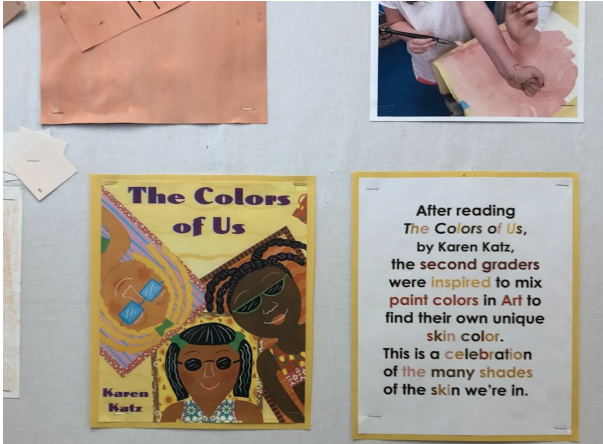 The Colors
of Us
Karen
Katz
After reading
The Colors of Us,
by Karen Katz,
the second graders
were inspired to mix
paint colors in Art to
find their own unique
skin color.
This is a celebration
of the many shades
of the skin we're in.